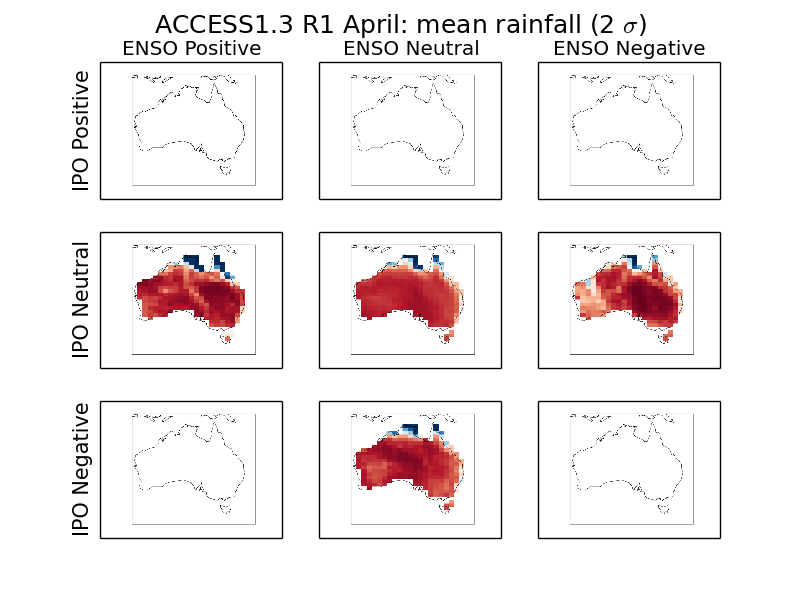 ACCESS1.3 R1 April: mean rainfall (2 σ)
ENSO Positive ENSO Neutral ENSO Negative
IPO Positive
IPO Neutral
IPO Negative